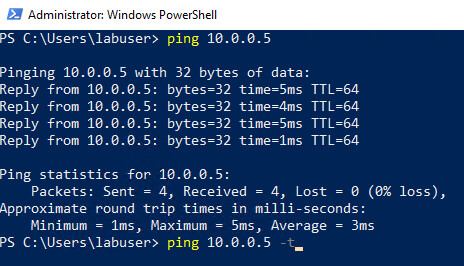 Administrator: Windows PowerShell
PS C:\Users\labuser> ping 10.0.0.5
Pinging 10.0.0.5 with 32 bytes of data:
Reply from 10.0.0.5: bytes=32 time=5ms TTL=64
Reply from 10.0.0.5: bytes=32 time=4ms TTL=64
Reply from 10.0.0.5: bytes=32 time=5ms TTL=64
Reply from 10.0.0.5: bytes=32 time=1ms TTL=64
Ping statistics for 10.0.0.5:
    Packets: Sent = 4, Received = 4, Lost = 0 (0% loss),
Approximate round trip times in milli-seconds:
    Minimum = 1ms, Maximum = 5ms, Average = 3ms
PS C:\Users\labuser> ping 10.0.0.5 -t